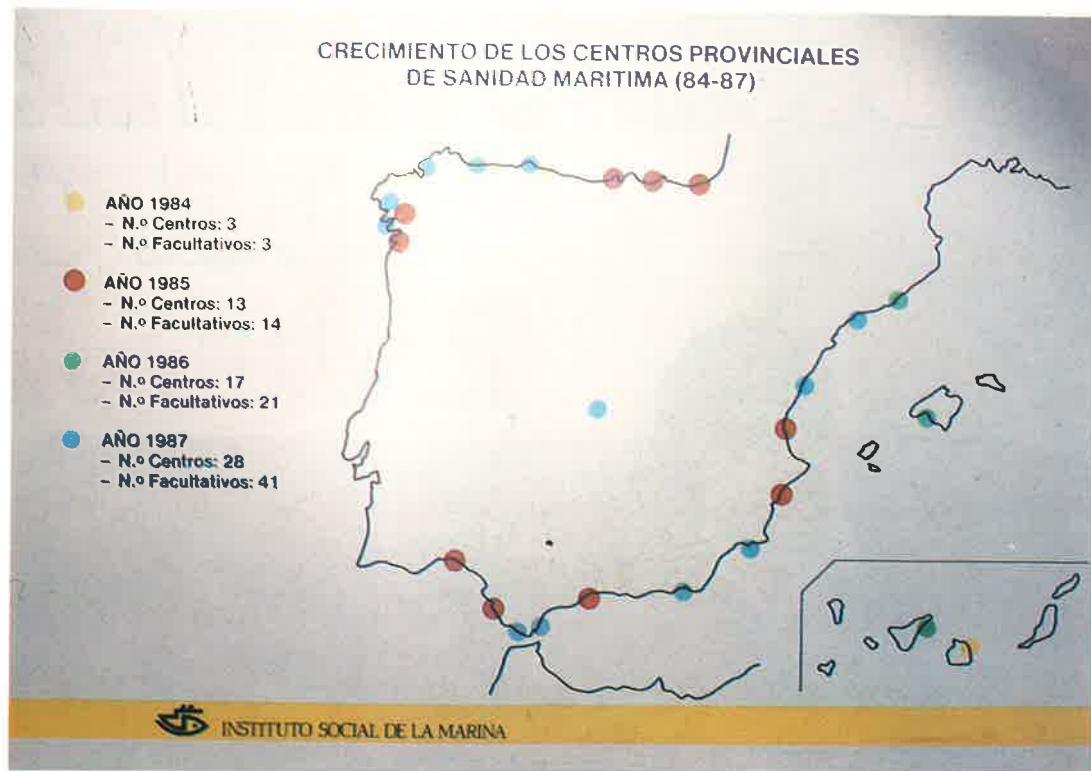 CRECIMIENTO DE LOS CENTROS PROVINCIALES
DE SANIDAD MARITIMA (84-87)
AÑO 1984
– N.º Centros: 3
– N.º Facultativos: 3
AÑO 1985
– N.º Centros: 13
– N.º Facultativos: 14
AÑO 1986
– N.º Centros: 17
– N.º Facultativos: 21
AÑO 1987
– N.º Centros: 28
– N.º Facultativos: 41
INSTITUTO SOCIAL DE LA MARINA